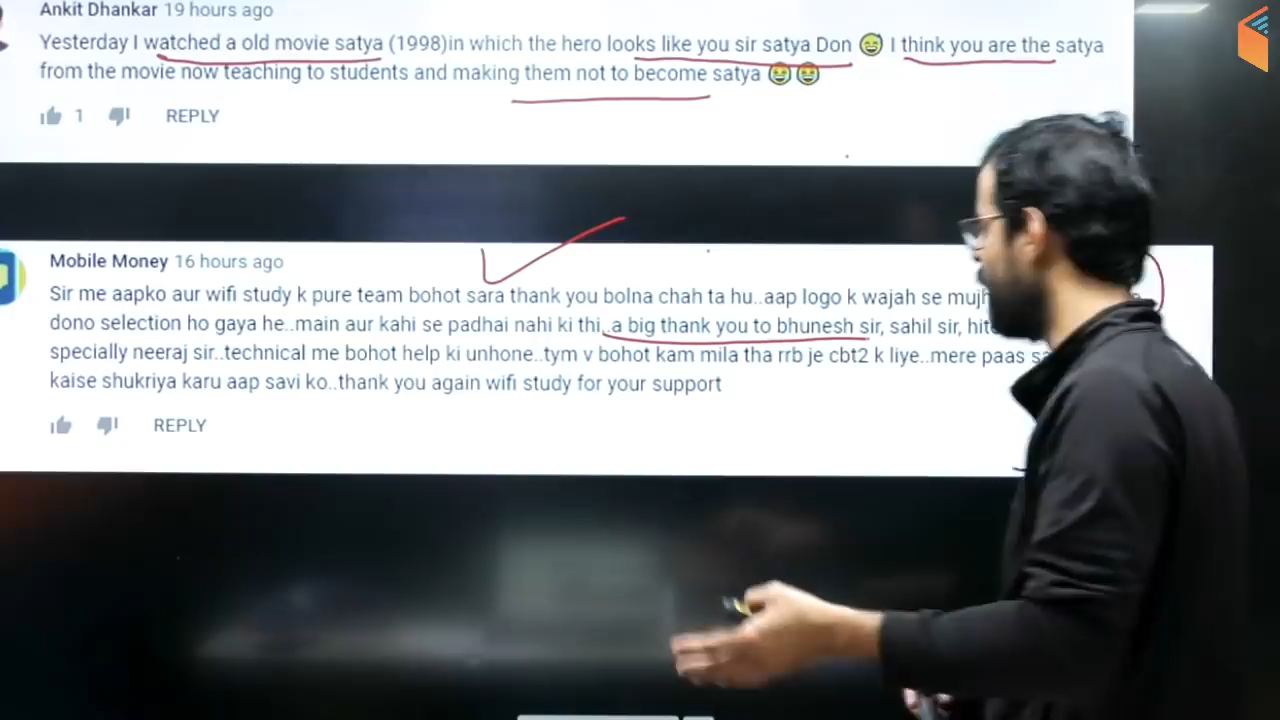 Ankit Dhankar 19 hours ago
Yesterday I watched a old movie satya (1998)in which the hero looks like you sir satya Don 😄 I think you are the satya
from the movie now teaching to students and making them not to become satya 😄😄
1 REPLY
Mobile Money 16 hours ago
Sir me aapko aur wifi study k pure team bohot sara thank you bolna chah ta hu..aap logo k wajah se
dono selection ho gaya he..main aur kahi se padhai nahi ki thi..a big thank you to bhunesh sir, sahil sir,
specially neeraj sir..technical me bohot help ki unhone..tym v bohot kam mila tha rrb je cbt2 k liye..mere paas
kaise shukriya karu aap savi ko..thank you again wifi study for your support
REPLY